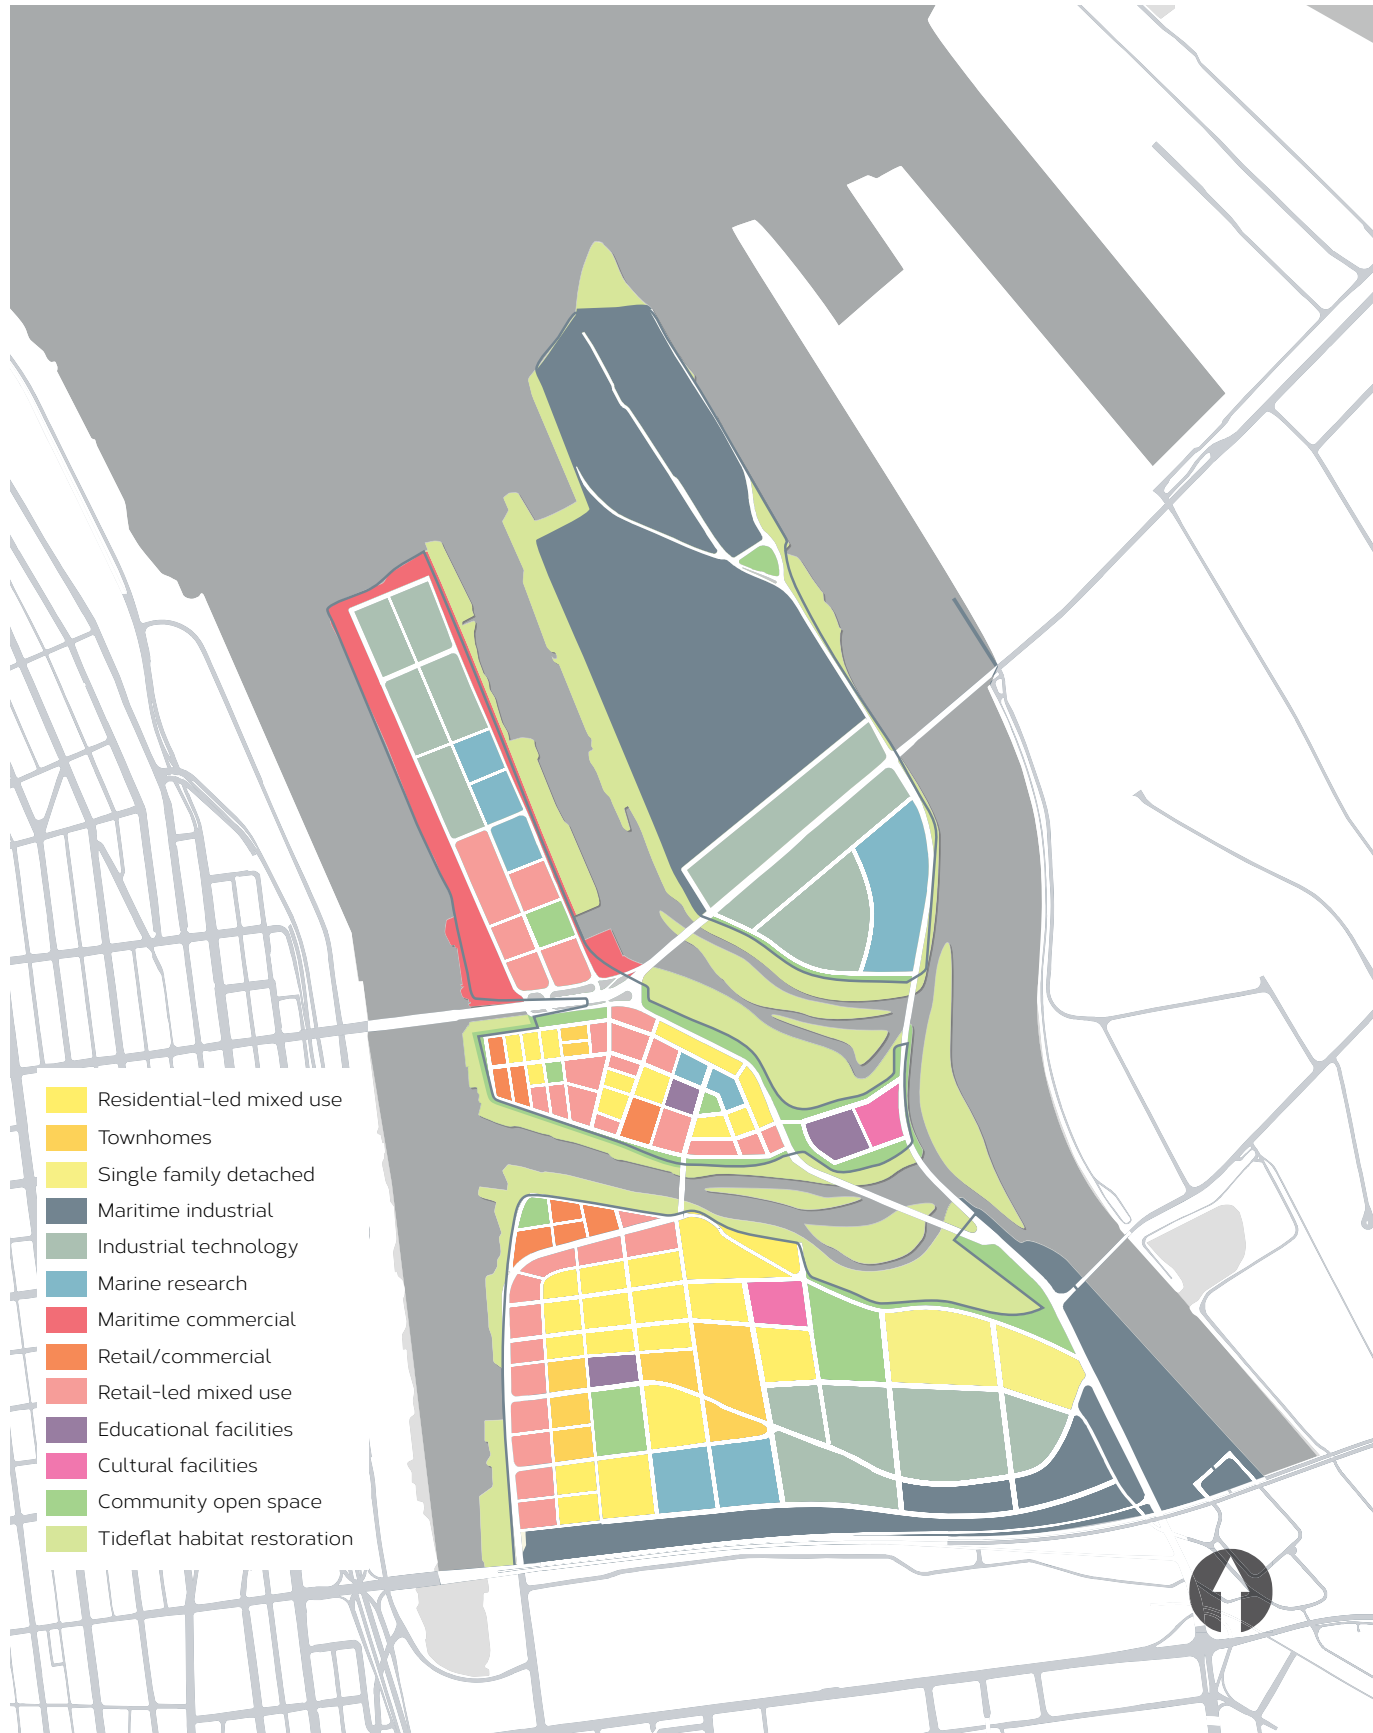 Residential-led mixed use
Townhomes
Single family detached
Maritime industrial
Industrial technology
Marine research
Maritime commercial
Retail/commercial
Retail-led mixed use
Educational facilities
Cultural facilities
Community open space
Tideflat habitat restoration